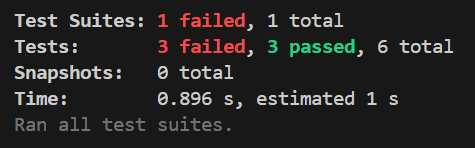 Test Suites: 1 failed, 1 total
Tests:       3 failed, 3 passed, 6 total
Snapshots:   0 total
Time:        0.896 s, estimated 1 s
Ran all test suites.